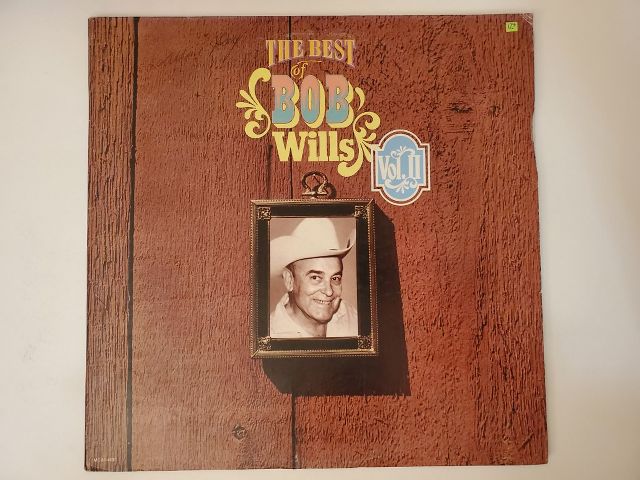 THE BEST
of
BOB
Wills
Vol. II